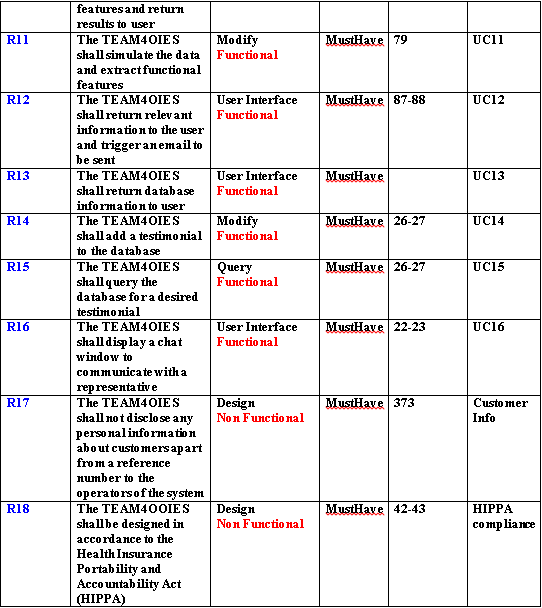 features and return
results to user
R11 The TEAM4OIES Modify MustHave 79 UC11
shall simulate the data Functional
and extract functional
features
R12 The TEAM4OIES User Interface MustHave 87-88 UC12
shall return relevant Functional
information to the user
and trigger an email to
be sent
R13 The TEAM4OIES User Interface MustHave UC13
shall return database Functional
information to user
R14 The TEAM4OIES Modify MustHave 26-27 UC14
shall add a testimonial Functional
to the database
R15 The TEAM4OIES Query MustHave 26-27 UC15
shall query the Functional
database for a desired
testimonial
R16 The TEAM4OIES User Interface MustHave 22-23 UC16
shall display a chat Functional
window to
communicate with a
representative
R17 The TEAM4OIES Design MustHave 373 Customer
shall not disclose any Non Functional Info
personal information
about customers apart
from a reference
number to the
operators of the system
R18 The TEAM4OOIES Design MustHave 42-43 HIPPA
shall be designed in Non Functional compliance
accordance to the
Health Insurance
Portability and
Accountability Act
(HIPPA)